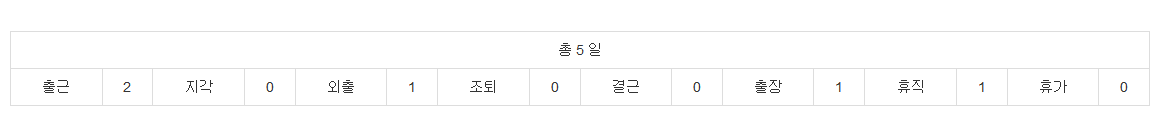 총 5 일
출근 2 지각 0 외출 1 조퇴 0 결근 0 출장 1 휴직 1 휴가 0